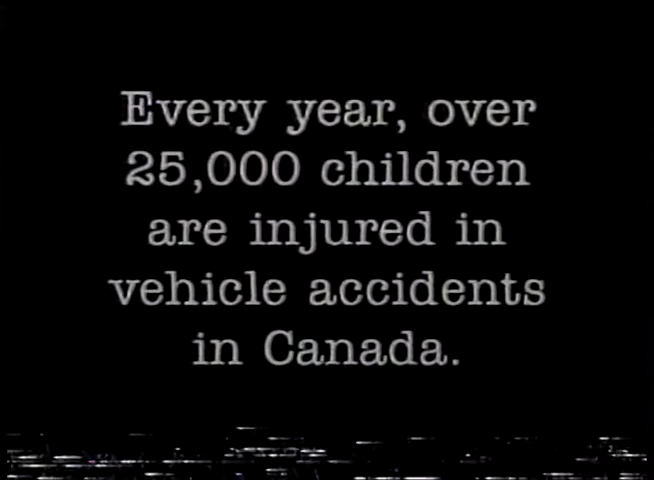 Every year, over
25,000 children
are injured in
vehicle accidents
in Canada.